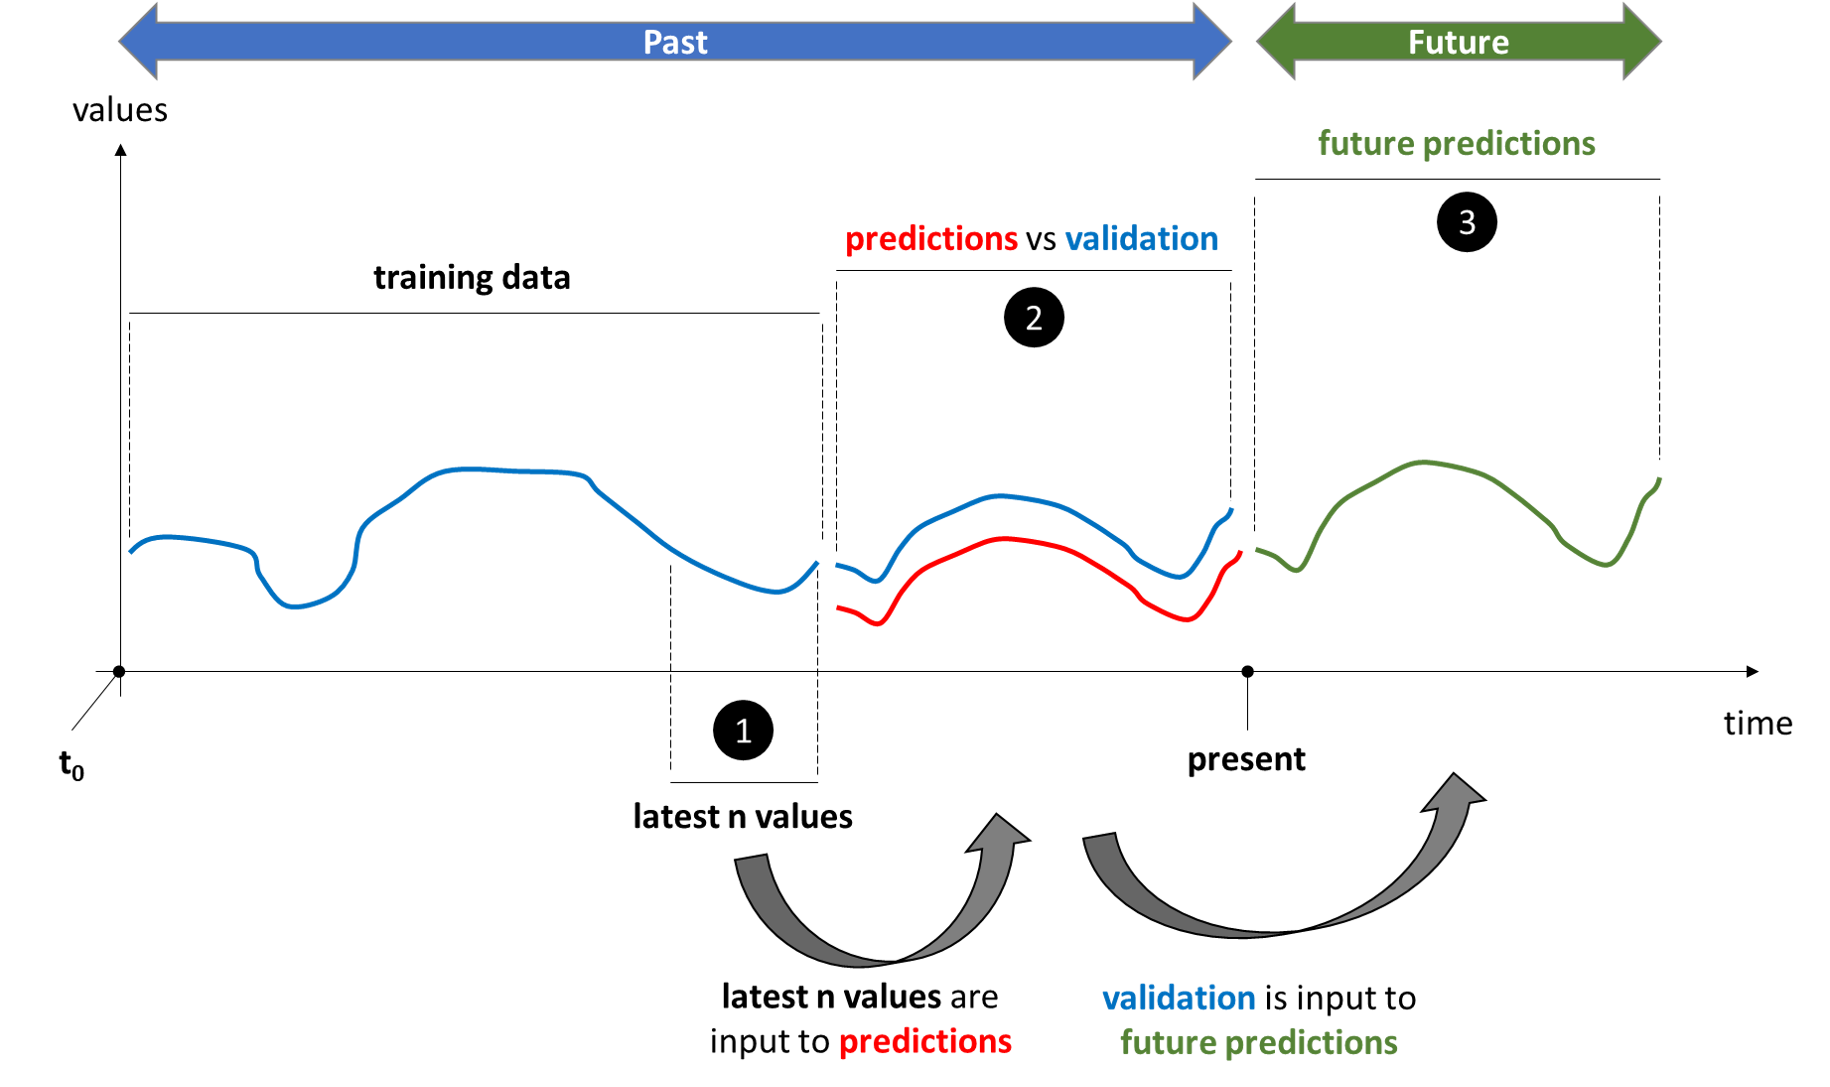 Past
Future
values
future predictions
3
predictions vs validation
2
training data
1
time
t₀
present
latest n values
latest n values are
input to predictions
validation is input to
future predictions